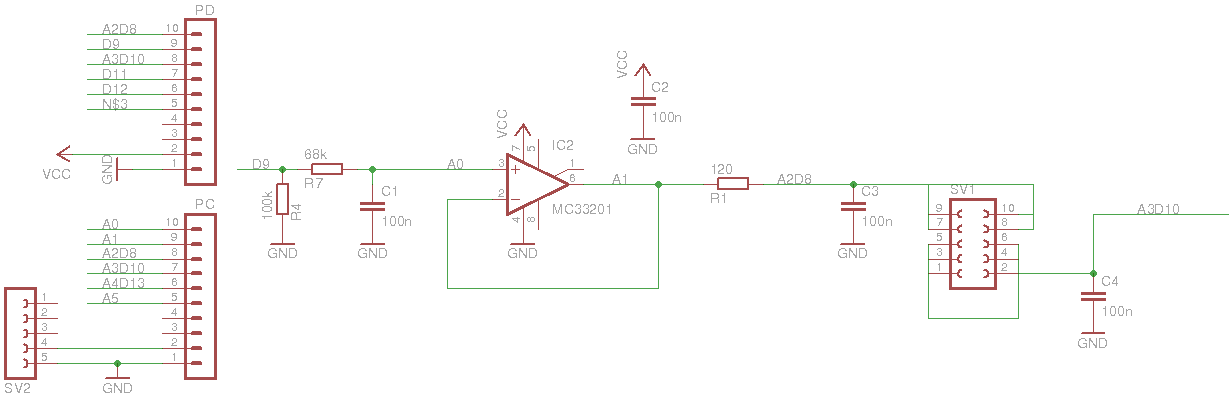 PD
A2D8 10
D9 9
A3D10 8
D11 7
D12 6
N$3 5
4
3
2
1
VCC
GND
PC
A0 10
A1 9
A2D8 8
A3D10 7
A4D13 6
A5 5
4
3
2
1
1
2
3
4
5
SV2
GND
D9
68k
R7
100k
R4
GND
C1
100n
GND
A0
VCC
7
5
IC2
3
1
6
2
4
8
MC33201
GND
A1
VCC
C2
100n
GND
120
R1
A2D8
C3
100n
GND
SV1
9 10
7 8
5 6
3 4
1 2
A3D10
C4
100n
GND